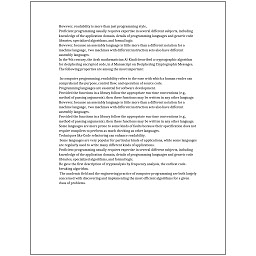 However, readability is more than just programming style.
Proficient programming usually requires expertise in several different subjects, including
knowledge of the application domain, details of programming languages and generic code
libraries, specialized algorithms, and formal logic.
However, because an assembly language is little more than a different notation for a
machine language, two machines with different instruction sets also have different
assembly languages.
In the 9th century, the Arab mathematician Al-Kindi described a cryptographic algorithm
for deciphering encrypted code, in A Manuscript on Deciphering Cryptographic Messages.
The following properties are among the most important:
In computer programming, readability refers to the ease with which a human reader can
comprehend the purpose, control flow, and operation of source code.
Programming languages are essential for software development.
Provided the functions in a library follow the appropriate run-time conventions (e.g.,
method of passing arguments), then these functions may be written in any other language.
However, because an assembly language is little more than a different notation for a
machine language, two machines with different instruction sets also have different
assembly languages.
Provided the functions in a library follow the appropriate run-time conventions (e.g.,
method of passing arguments), then these functions may be written in any other language.
Some languages are more prone to some kinds of faults because their specification does not
require compilers to perform as much checking as other languages.
Techniques like Code refactoring can enhance readability.
Some languages are very popular for particular kinds of applications, while some languages
are regularly used to write many different kinds of applications.
Proficient programming usually requires expertise in several different subjects, including
knowledge of the application domain, details of programming languages and generic code
libraries, specialized algorithms, and formal logic.
He gave the first description of cryptanalysis by frequency analysis, the earliest code-
breaking algorithm.
The academic field and the engineering practice of computer programming are both largely
concerned with discovering and implementing the most efficient algorithms for a given
class of problems.